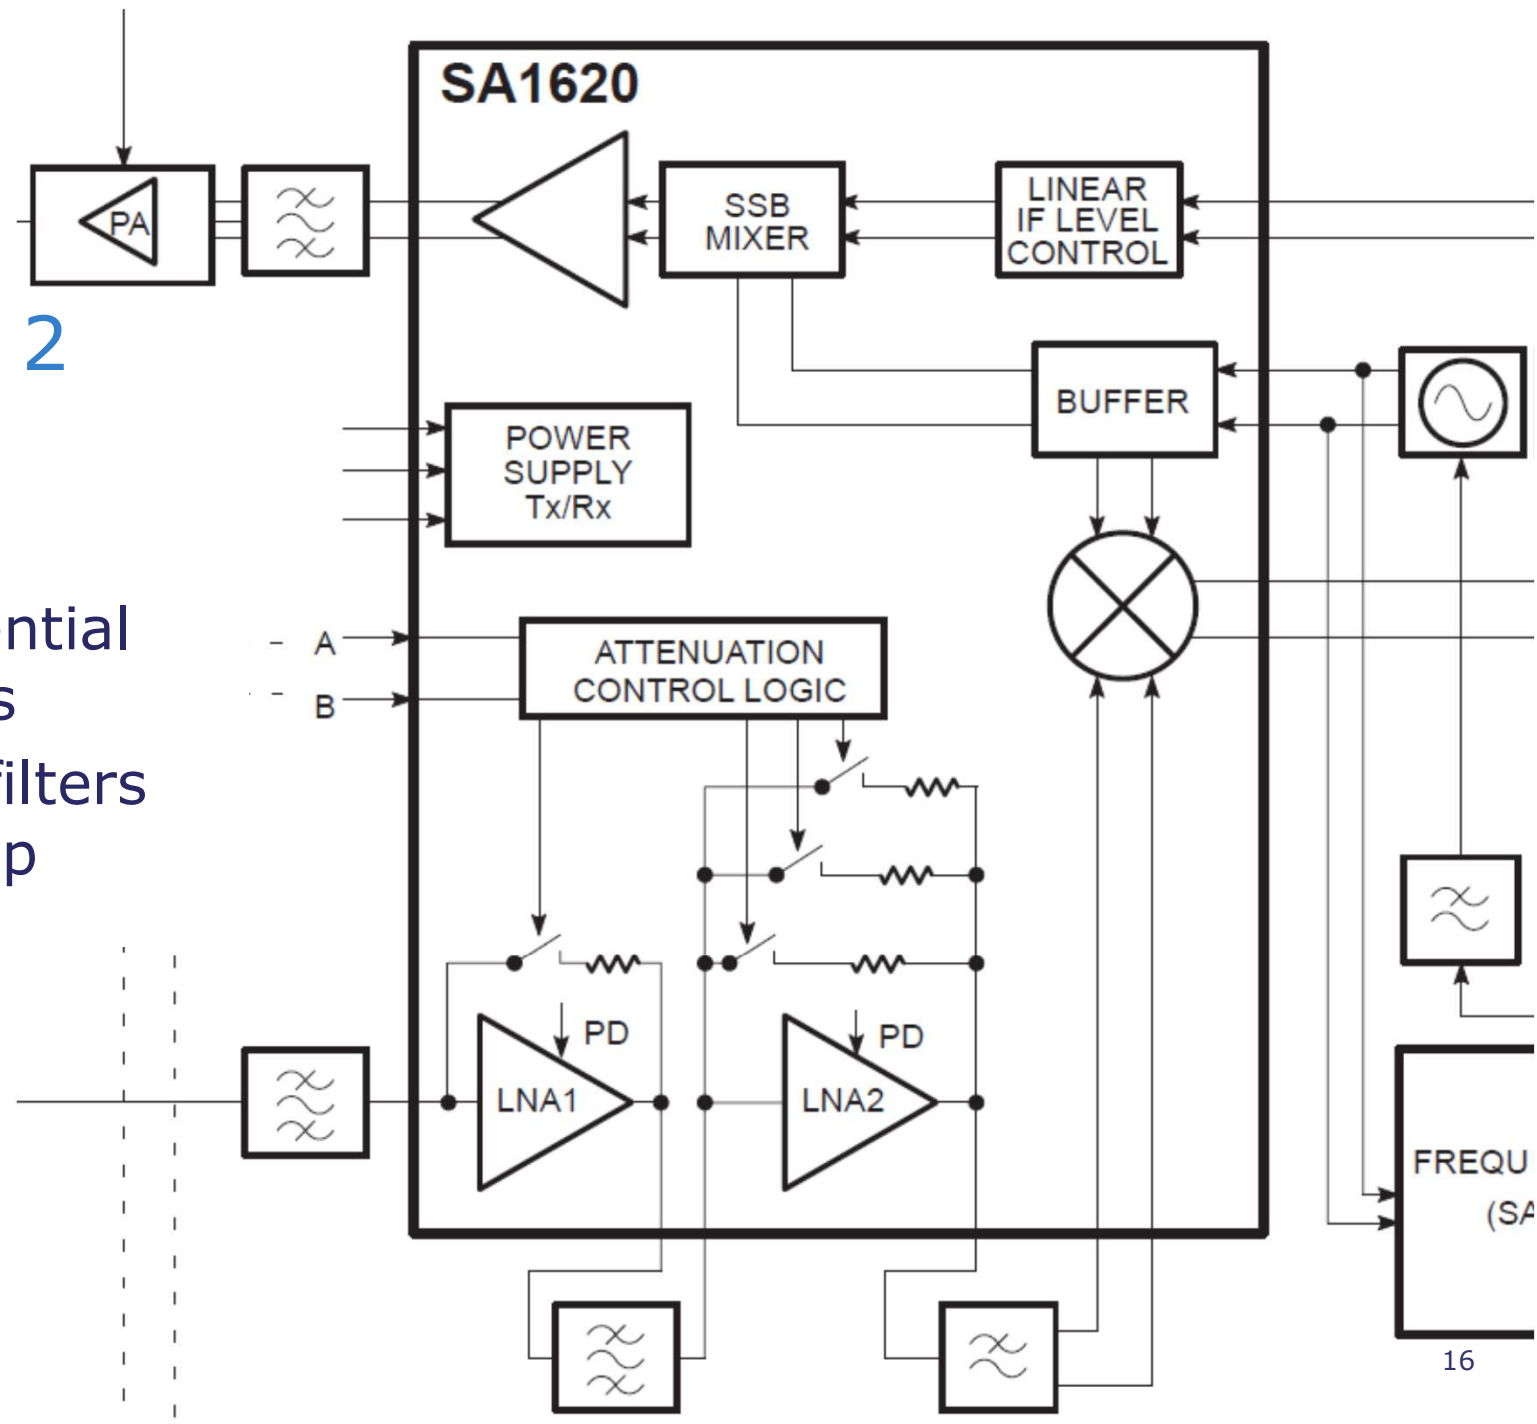 SA1620
PA
SSB
MIXER
LINEAR
IF LEVEL
CONTROL
2
BUFFER
POWER
SUPPLY
Tx/Rx
ntial
s
A
B
ATTENUATION
CONTROL LOGIC
filters
p
PD
PD
LNA1
LNA2
FREQU
(SA
16